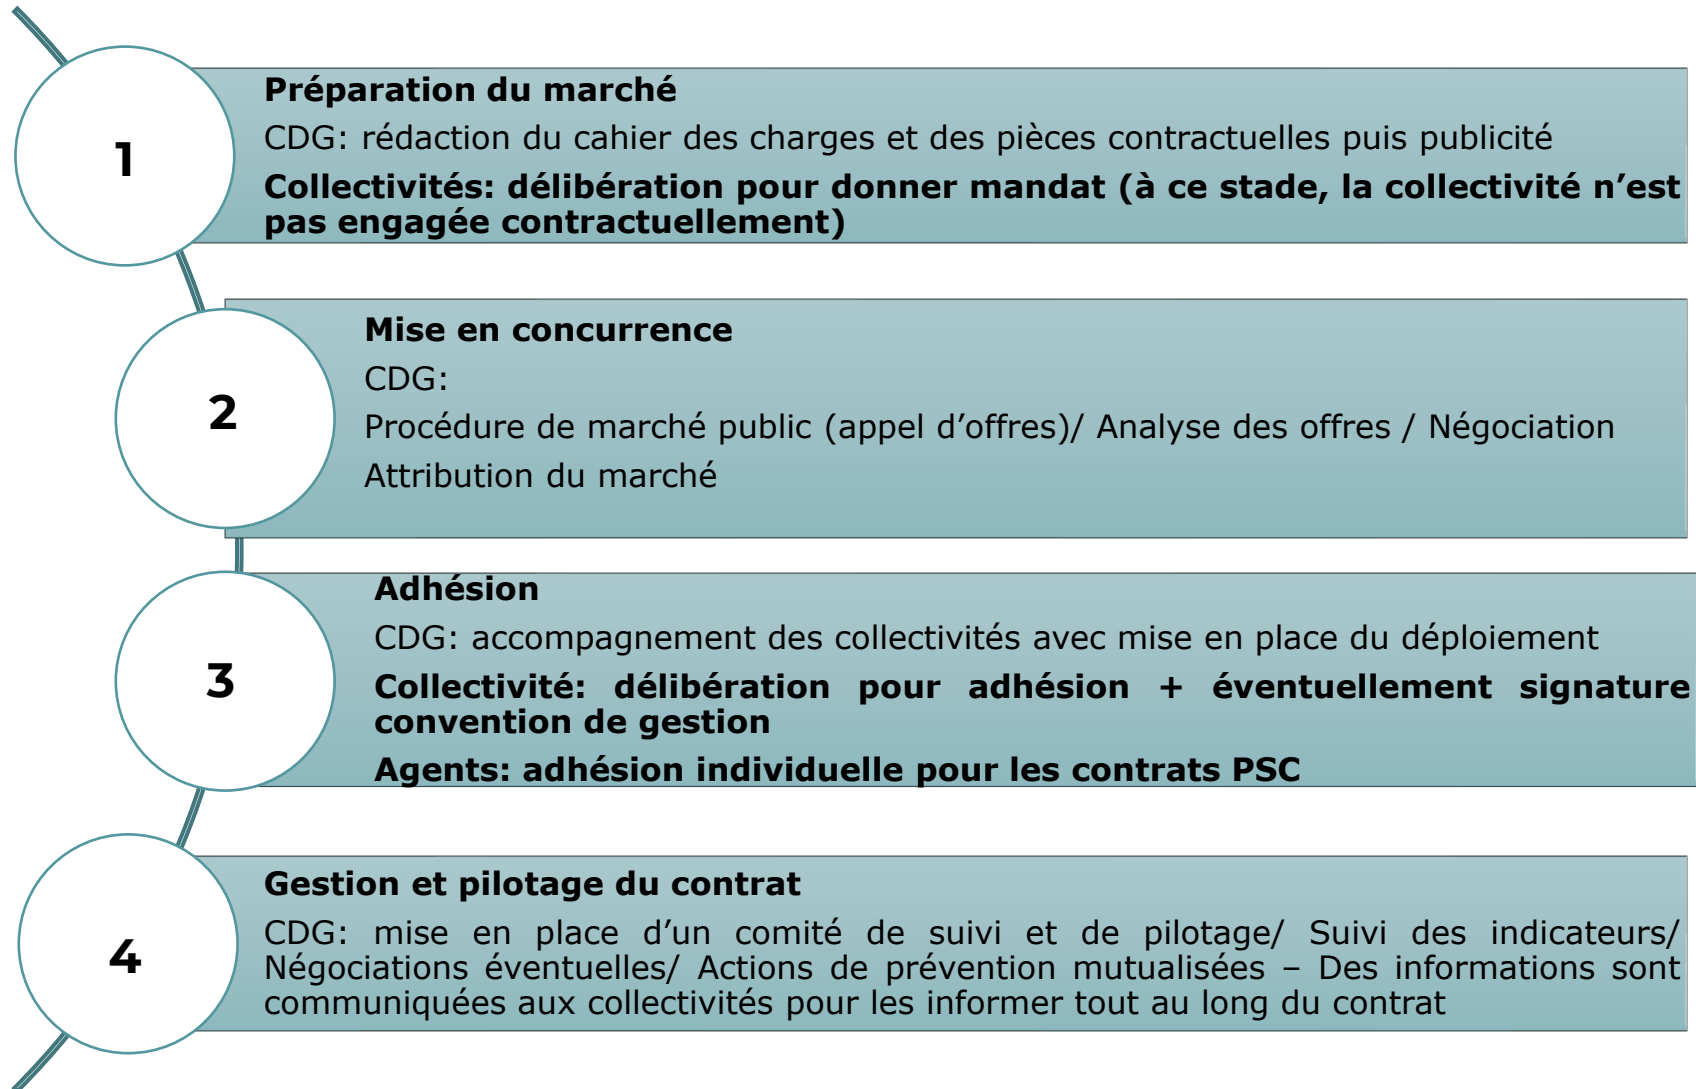 1
Préparation du marché
CDG: rédaction du cahier des charges et des pièces contractuelles puis publicité
Collectivités: délibération pour donner mandat (à ce stade, la collectivité n’est
pas engagée contractuellement)
2
Mise en concurrence
CDG:
Procédure de marché public (appel d’offres)/ Analyse des offres / Négociation
Attribution du marché
3
Adhésion
CDG: accompagnement des collectivités avec mise en place du déploiement
Collectivité: délibération pour adhésion + éventuellement signature
convention de gestion
Agents: adhésion individuelle pour les contrats PSC
4
Gestion et pilotage du contrat
CDG: mise en place d’un comité de suivi et de pilotage/ Suivi des indicateurs/
Négociations éventuelles/ Actions de prévention mutualisées – Des informations sont
communiquées aux collectivités pour les informer tout au long du contrat